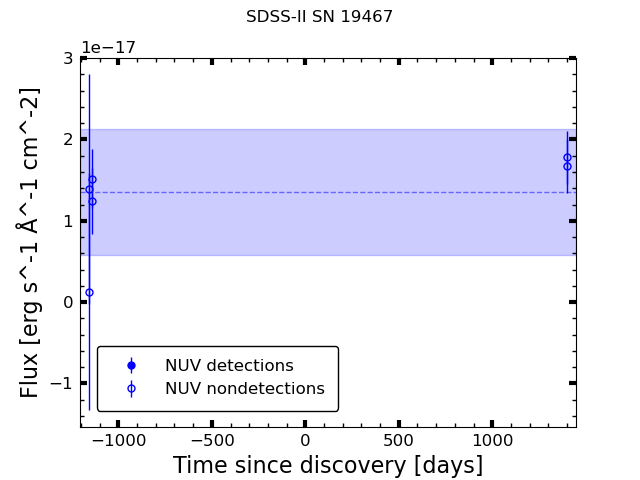 SDSS-II SN 19467
1e−17
3
2
1
0
−1
Flux [erg s^-1 Å^-1 cm^-2]
NUV detections
NUV nondetections
−1000 −500 0 500 1000
Time since discovery [days]